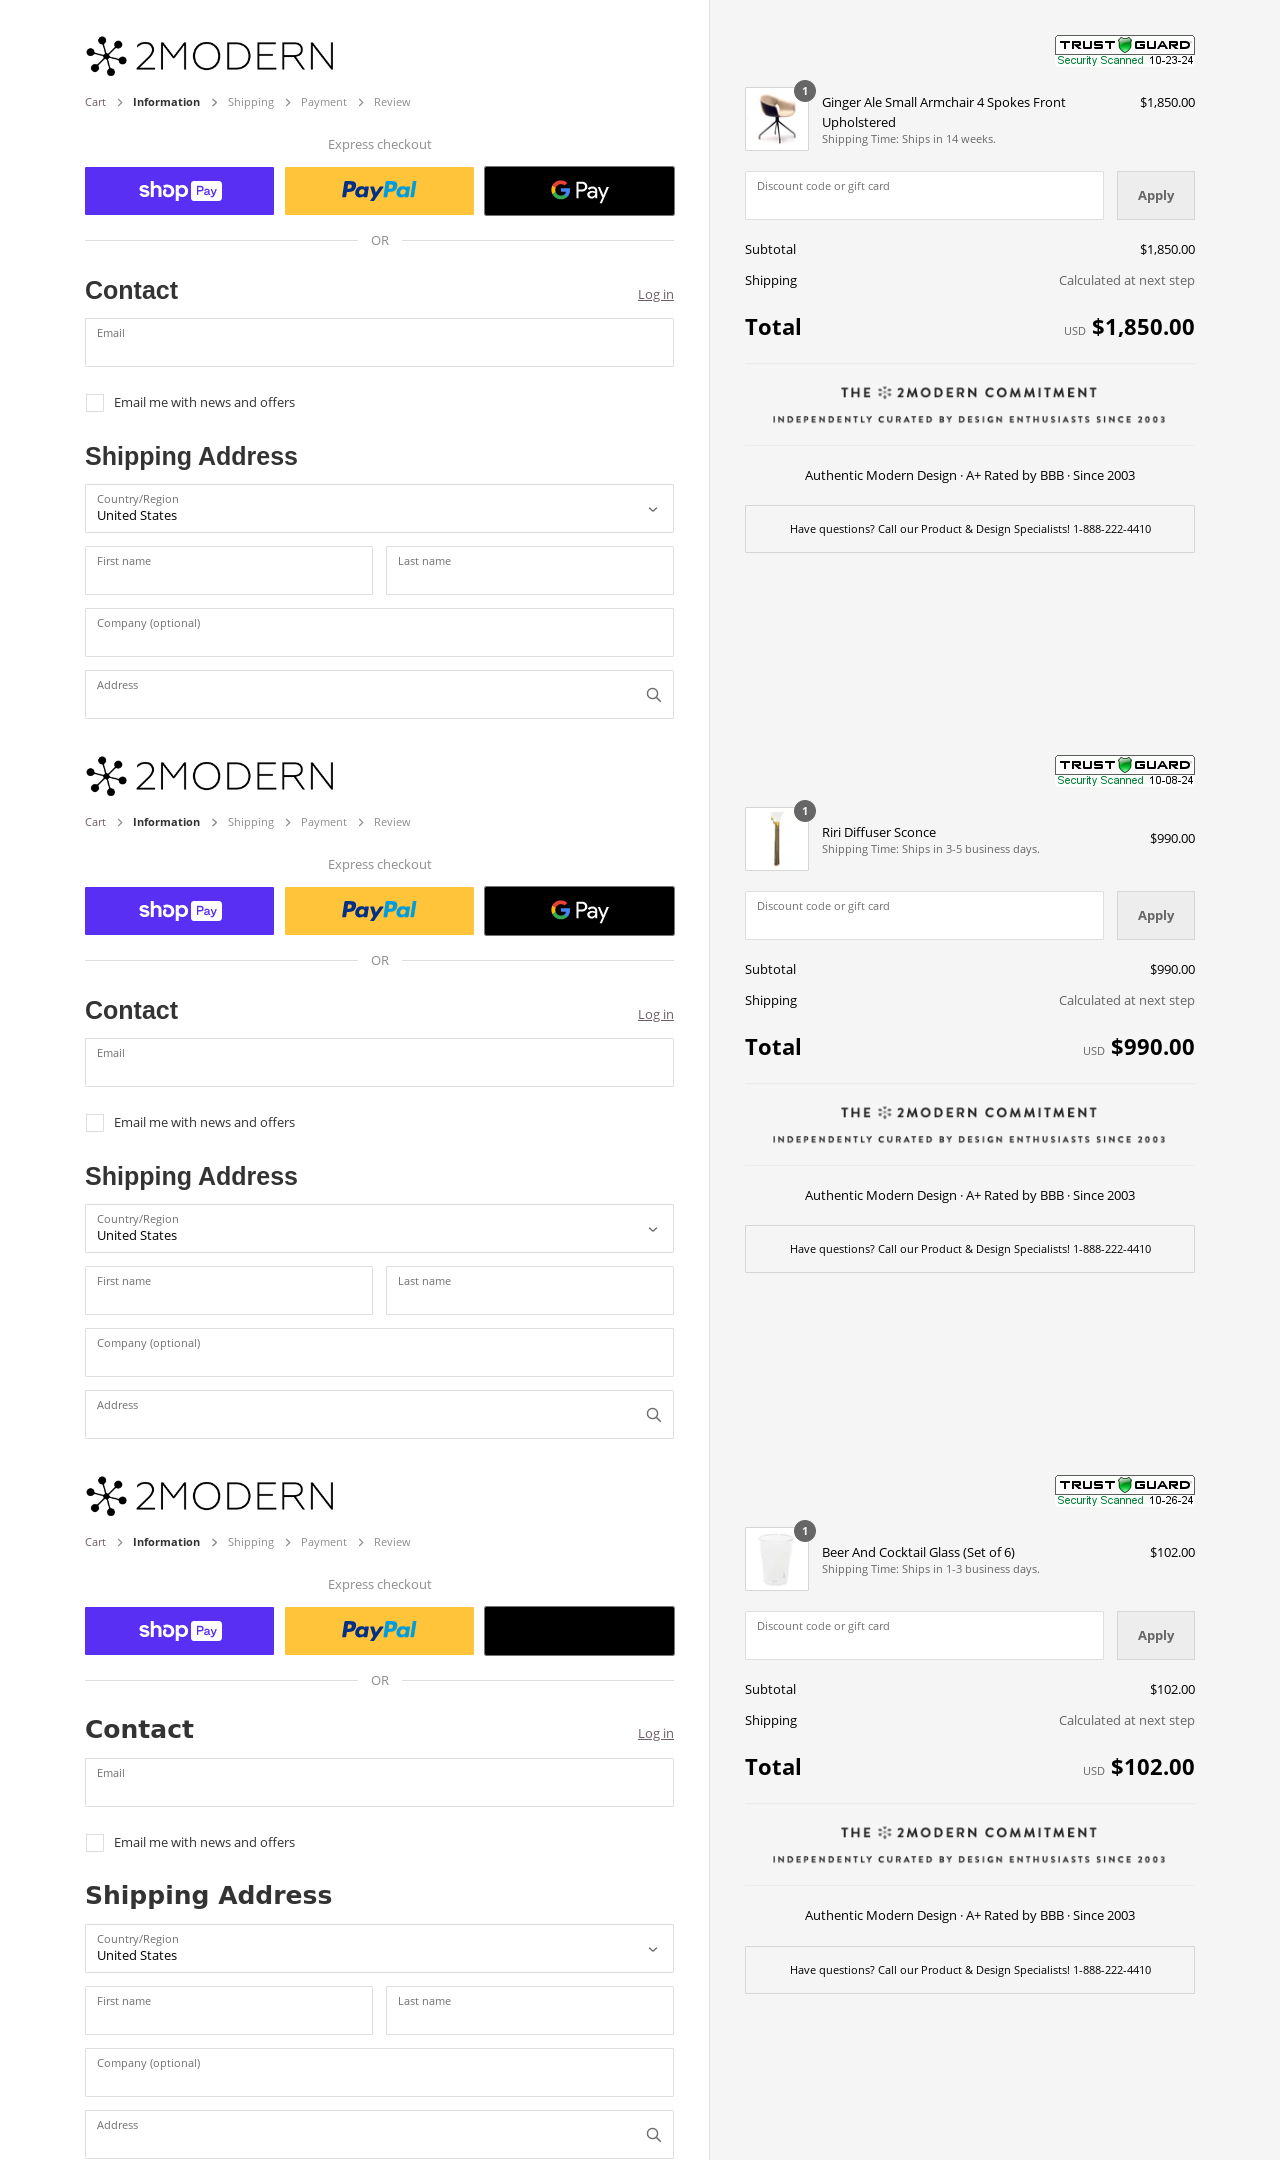 2MODERN
Cart
Information
Shipping
Payment
Review
Express checkout
shop Pay
PayPal
G Pay
OR
Contact
Log in
Email
Email me with news and offers
Shipping Address
Country/Region
United States
First name
Last name
Company (optional)
Address
TRUST GUARD
Security Scanned 10-23-24
1
Ginger Ale Small Armchair 4 Spokes Front
Upholstered
Shipping Time: Ships in 14 weeks.
$1,850.00
Discount code or gift card
Apply
Subtotal
$1,850.00
Shipping
Calculated at next step
Total
USD $1,850.00
THE 2MODERN COMMITMENT
INDEPENDENTLY CURATED BY DESIGN ENTHUSIASTS SINCE 2003
Authentic Modern Design · A+ Rated by BBB · Since 2003
Have questions? Call our Product & Design Specialists! 1-888-222-4410
2MODERN
Cart
Information
Shipping
Payment
Review
Express checkout
shop Pay
PayPal
G Pay
OR
Contact
Log in
Email
Email me with news and offers
Shipping Address
Country/Region
United States
First name
Last name
Company (optional)
Address
TRUST GUARD
Security Scanned 10-08-24
1
Riri Diffuser Sconce
Shipping Time: Ships in 3-5 business days.
$990.00
Discount code or gift card
Apply
Subtotal
$990.00
Shipping
Calculated at next step
Total
USD $990.00
THE 2MODERN COMMITMENT
INDEPENDENTLY CURATED BY DESIGN ENTHUSIASTS SINCE 2003
Authentic Modern Design · A+ Rated by BBB · Since 2003
Have questions? Call our Product & Design Specialists! 1-888-222-4410
2MODERN
Cart
Information
Shipping
Payment
Review
Express checkout
shop Pay
PayPal
OR
Contact
Log in
Email
Email me with news and offers
Shipping Address
Country/Region
United States
First name
Last name
Company (optional)
Address
TRUST GUARD
Security Scanned 10-26-24
1
Beer And Cocktail Glass (Set of 6)
Shipping Time: Ships in 1-3 business days.
$102.00
Discount code or gift card
Apply
Subtotal
$102.00
Shipping
Calculated at next step
Total
USD $102.00
THE 2MODERN COMMITMENT
INDEPENDENTLY CURATED BY DESIGN ENTHUSIASTS SINCE 2003
Authentic Modern Design · A+ Rated by BBB · Since 2003
Have questions? Call our Product & Design Specialists! 1-888-222-4410